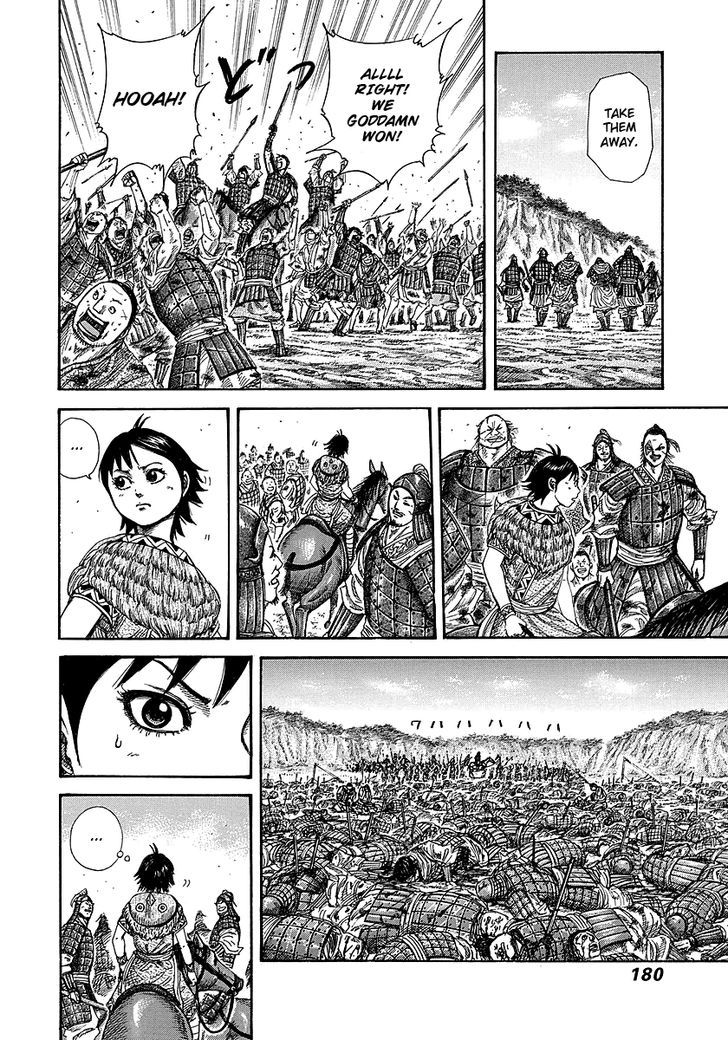 TAKE
THEM
AWAY.
ALLLL
RIGHT!
WE
GODDAMN
WON!
どっ
HOOAH!
...
ワハハハハハ
...
180